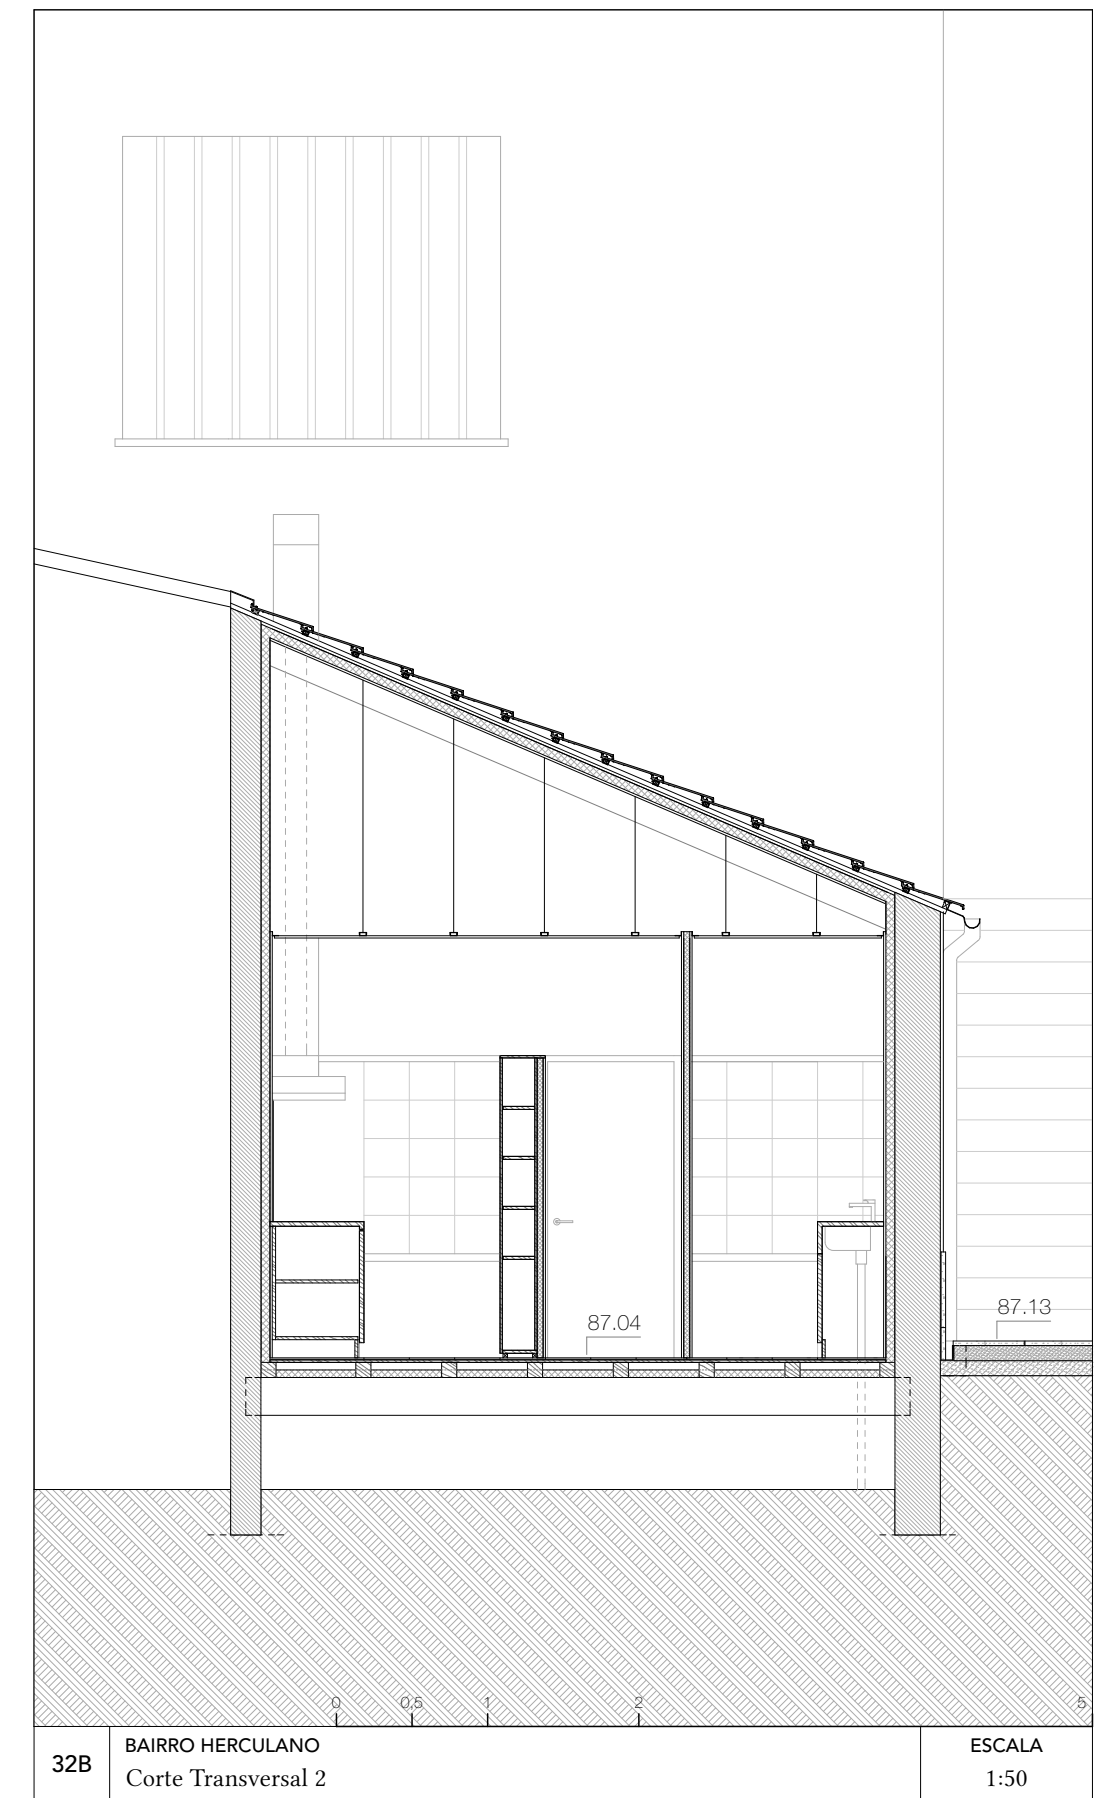 87.13
87.04
0 0,5 1 2 5
32B
BAIRRO HERCULANO
Corte Transversal 2
ESCALA
1:50